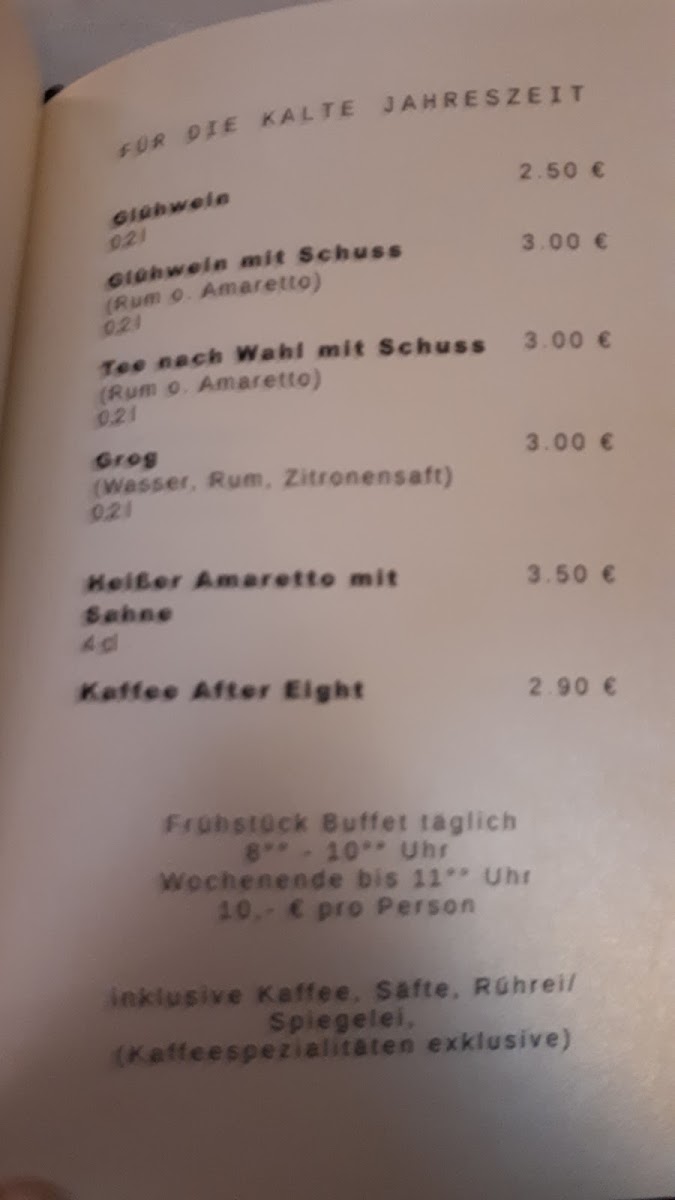 FÜR DIE KALTE JAHRESZEIT
Glühwein 2.50 €
0,2l
Glühwein mit Schuss 3.00 €
(Rum o. Amaretto)
0,2l
Tee nach Wahl mit Schuss 3.00 €
(Rum o. Amaretto)
0,2l
Grog 3.00 €
(Wasser, Rum, Zitronensaft)
0,2l
Heißer Amaretto mit 3.50 €
Sahne
4 cl
Kaffee After Eight 2.90 €
Frühstück Buffet täglich
8°° - 10°° Uhr
Wochenende bis 11°° Uhr
10,- € pro Person
inklusive Kaffee, Säfte, Rührei/
Spiegelei,
(Kaffeespezialitäten exklusive)